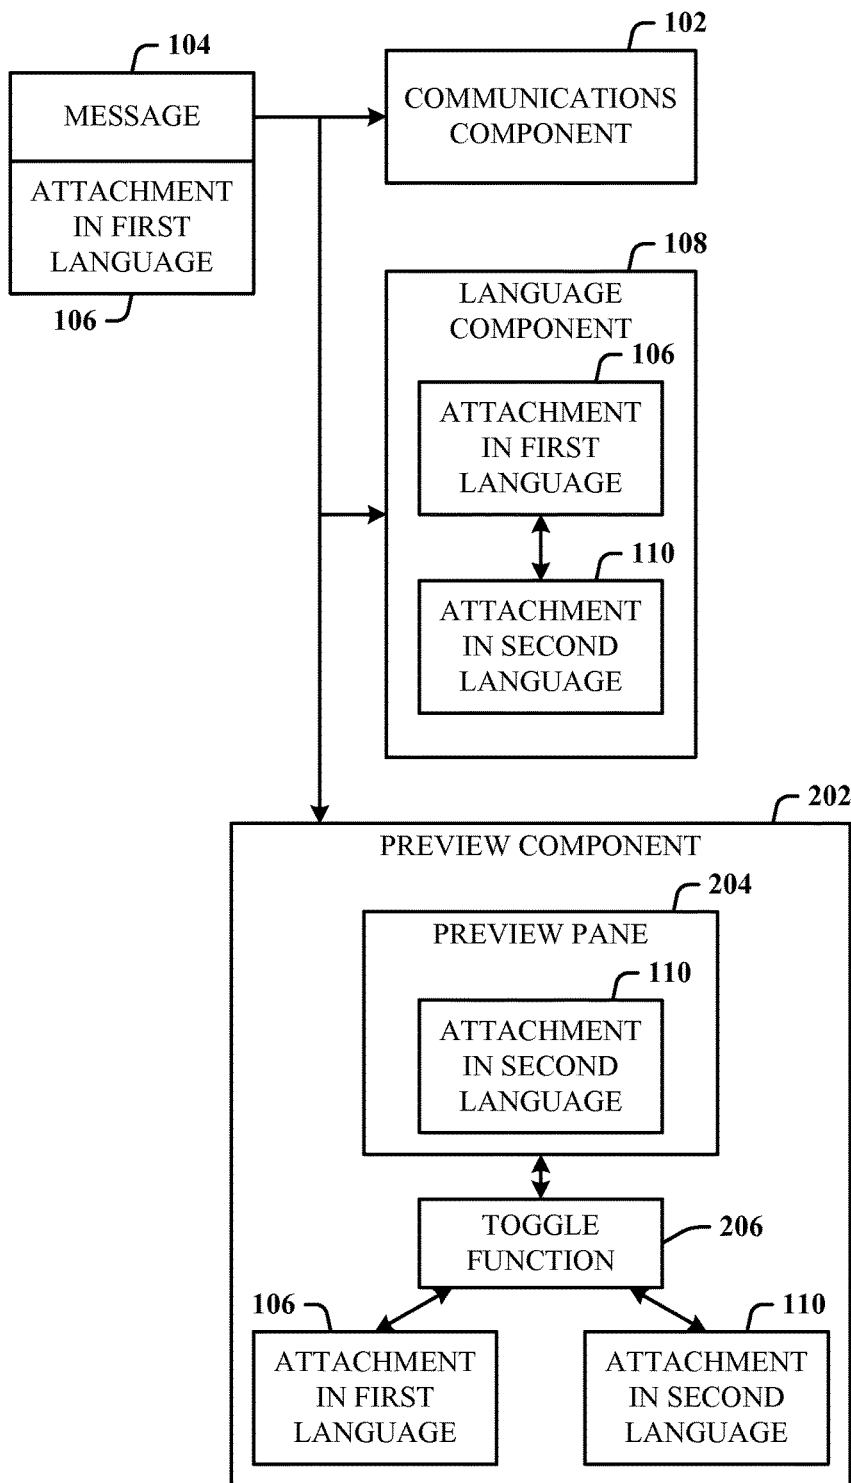 104
MESSAGE
ATTACHMENT
IN FIRST
LANGUAGE
106
102
COMMUNICATIONS
COMPONENT
108
LANGUAGE
COMPONENT
106
ATTACHMENT
IN FIRST
LANGUAGE
110
ATTACHMENT
IN SECOND
LANGUAGE
202
PREVIEW COMPONENT
204
PREVIEW PANE
110
ATTACHMENT
IN SECOND
LANGUAGE
TOGGLE
FUNCTION
206
106
ATTACHMENT
IN FIRST
LANGUAGE
110
ATTACHMENT
IN SECOND
LANGUAGE